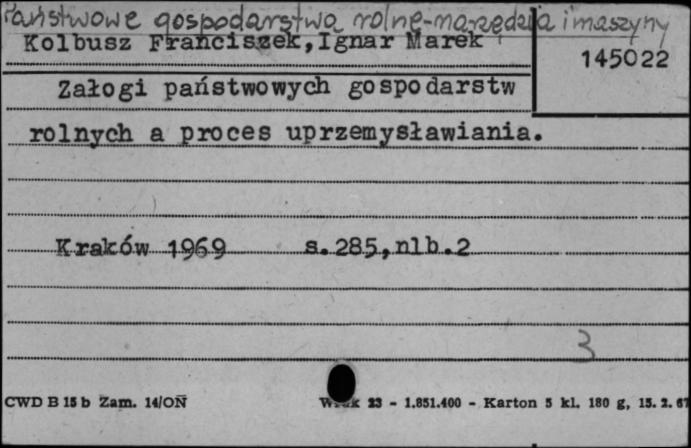 Państwowe gospodarstwa rolne-narzędzia i maszyny
Kolbusz Franciszek,Ignar Marek
145022
Załogi państwowych gospodarstw
rolnych a proces uprzemysławiania.
Kraków 1969 s.285,nlb.2
3
CWD B 15 b Zam. 14/OŃ 23 - 1.851.400 - Karton 5 kl. 180 g, 15. 2. 67